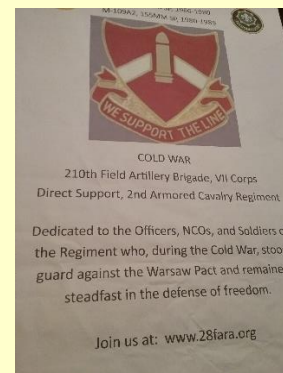 M-109A2, 155MM SP, 1980-1985
WE SUPPORT THE LINE
COLD WAR
210th Field Artillery Brigade, VII Corps
Direct Support, 2nd Armored Cavalry Regiment
Dedicated to the Officers, NCOs, and Soldiers o
the Regiment who, during the Cold War, stoo
guard against the Warsaw Pact and remaine
steadfast in the defense of freedom.
Join us at: www.28fara.org